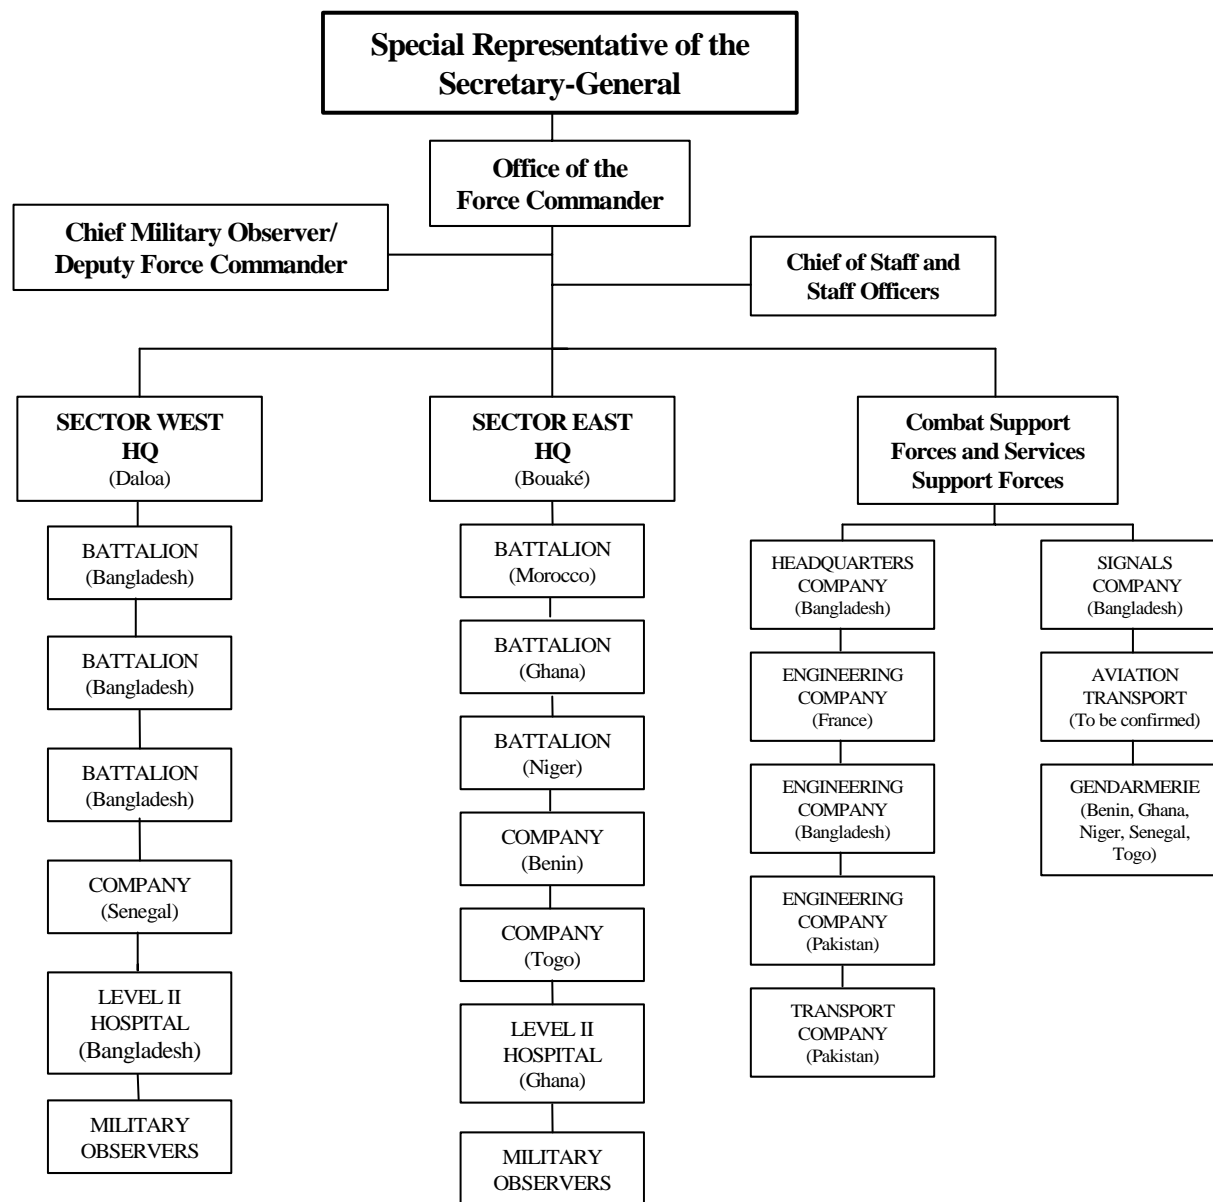 Special Representative of the
Secretary-General
Office of the
Force Commander
Chief Military Observer/
Deputy Force Commander
Chief of Staff and
Staff Officers
SECTOR WEST
HQ
(Daloa)
BATTALION
(Bangladesh)
BATTALION
(Bangladesh)
BATTALION
(Bangladesh)
COMPANY
(Senegal)
LEVEL II
HOSPITAL
(Bangladesh)
MILITARY
OBSERVERS
SECTOR EAST
HQ
(Bouaké)
BATTALION
(Morocco)
BATTALION
(Ghana)
BATTALION
(Niger)
COMPANY
(Benin)
COMPANY
(Togo)
LEVEL II
HOSPITAL
(Ghana)
MILITARY
OBSERVERS
Combat Support
Forces and Services
Support Forces
HEADQUARTERS
COMPANY
(Bangladesh)
ENGINEERING
COMPANY
(France)
ENGINEERING
COMPANY
(Bangladesh)
ENGINEERING
COMPANY
(Pakistan)
TRANSPORT
COMPANY
(Pakistan)
SIGNALS
COMPANY
(Bangladesh)
AVIATION
TRANSPORT
(To be confirmed)
GENDARMERIE
(Benin, Ghana,
Niger, Senegal,
Togo)